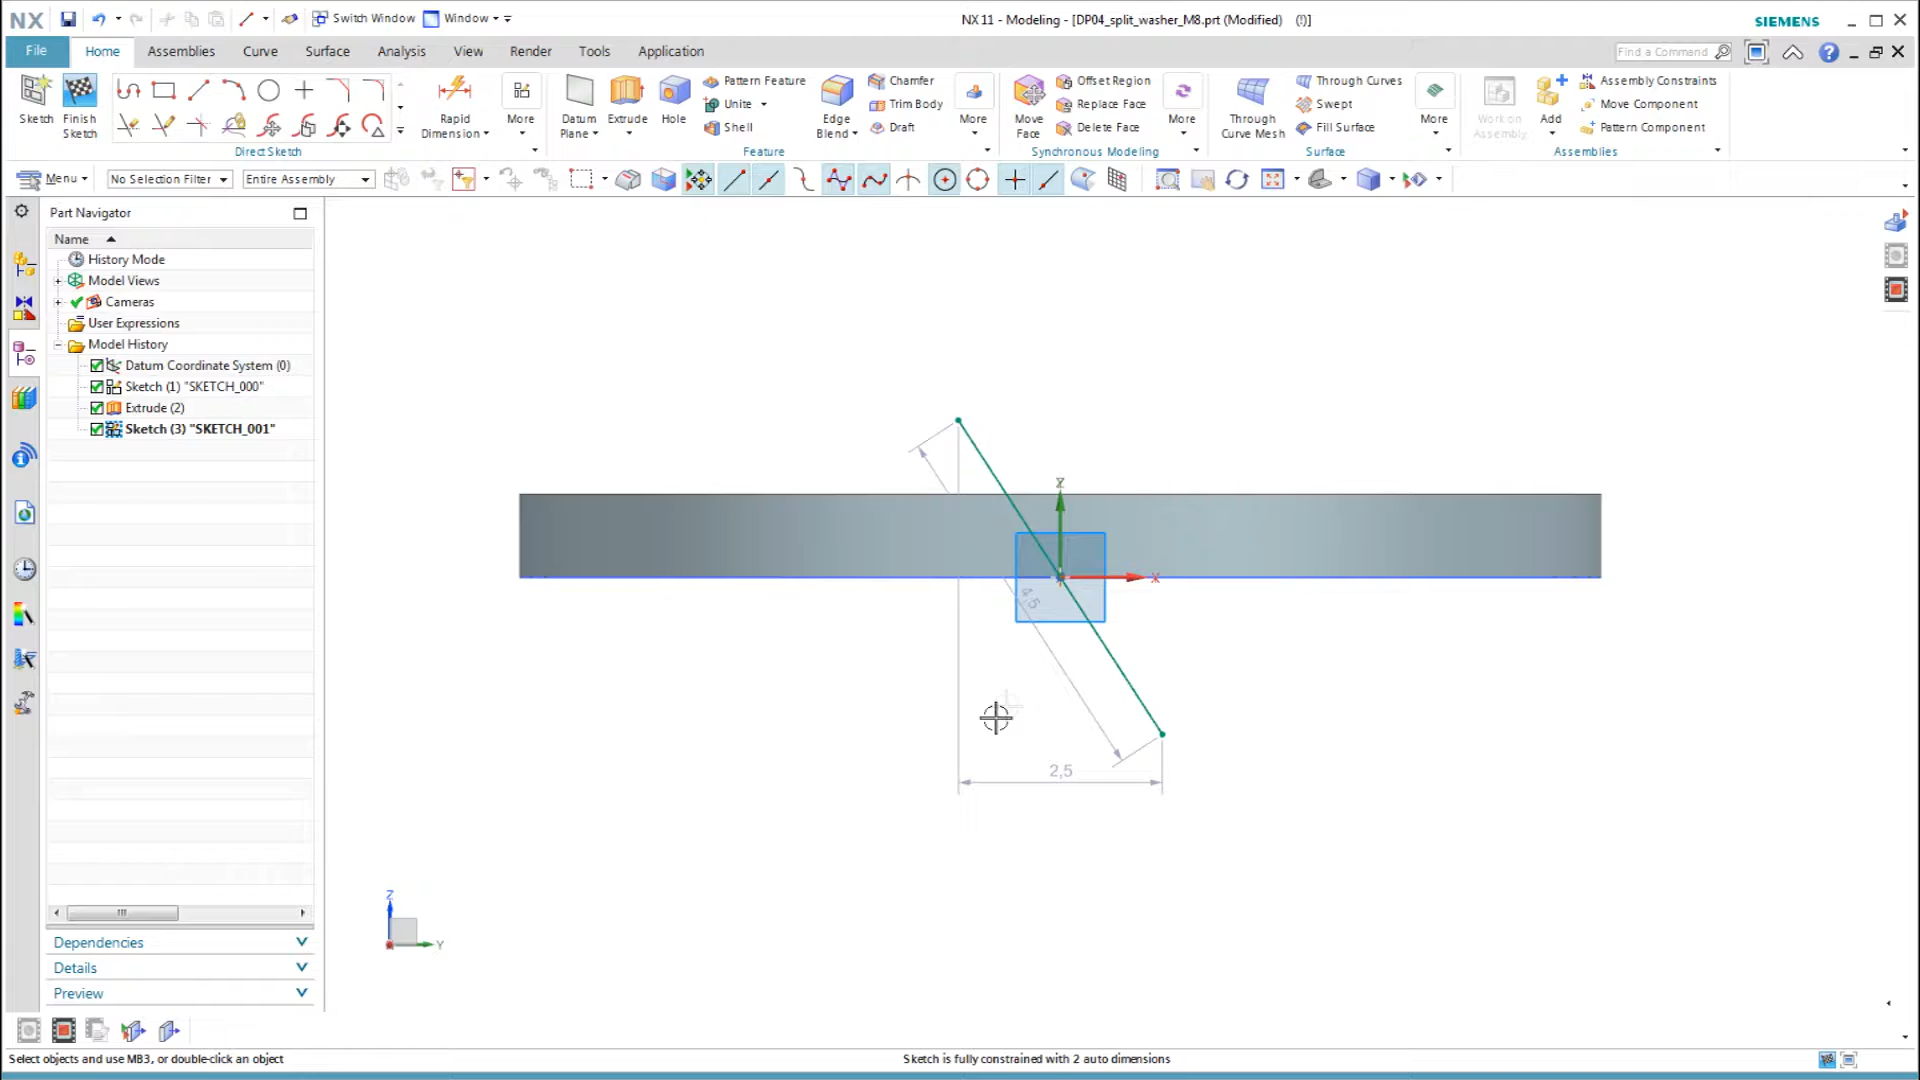 NX
Switch Window
Window
NX 11 - Modeling - [DP04_split_washer_M8.prt (Modified) (!)]
SIEMENS
File
Home
Assemblies
Curve
Surface
Analysis
View
Render
Tools
Application
Find a Command
Sketch
Finish Sketch
Direct Sketch
Rapid Dimension
More
Datum Plane
Extrude
Hole
Pattern Feature
Unite
Shell
Edge Blend
Chamfer
Trim Body
Draft
More
Feature
Move Face
Offset Region
Replace Face
Delete Face
More
Synchronous Modeling
Through Curve Mesh
Through Curves
Swept
Fill Surface
More
Surface
Work on Assembly
Add
Assembly Constraints
Move Component
Pattern Component
Assemblies
Menu
No Selection Filter
Entire Assembly
Part Navigator
Name
History Mode
Model Views
Cameras
User Expressions
Model History
Datum Coordinate System (0)
Sketch (1) "SKETCH_000"
Extrude (2)
Sketch (3) "SKETCH_001"
Z
X
4,5
2,5
Z
Y
Dependencies
Details
Preview
Select objects and use MB3, or double-click an object
Sketch is fully constrained with 2 auto dimensions